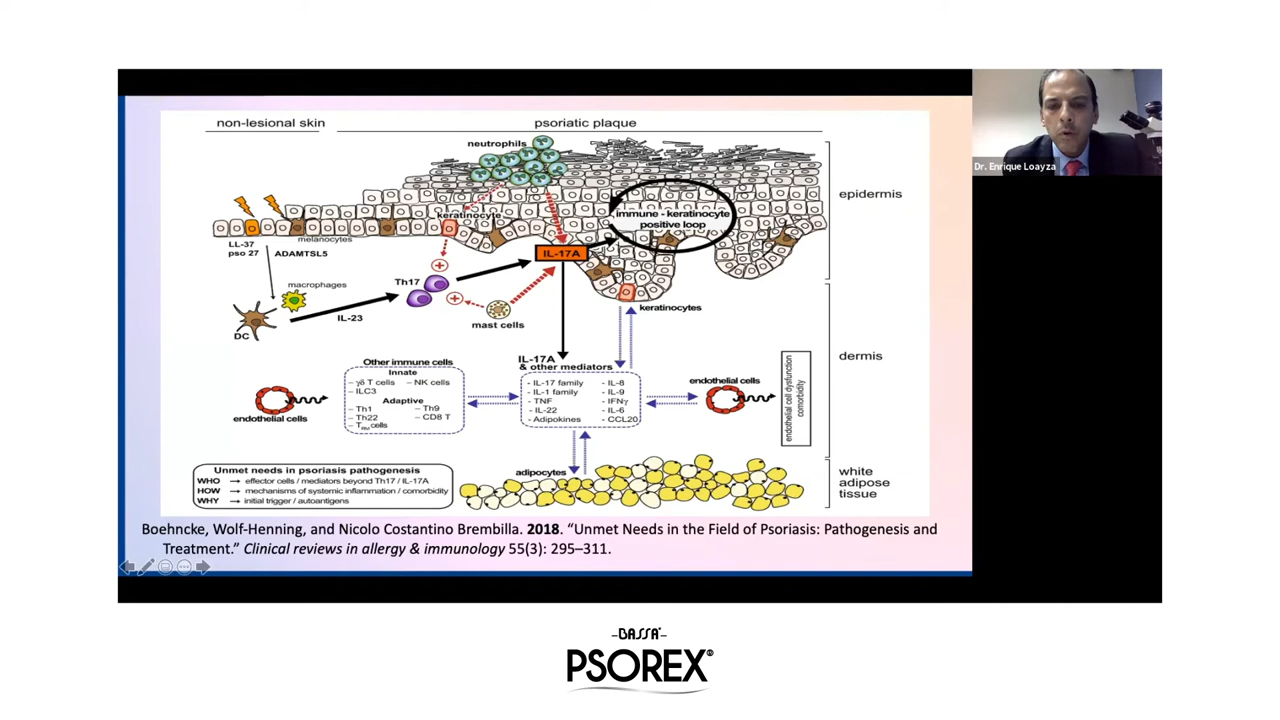 non-lesional skin
psoriatic plaque
neutrophils
Dr. Enrique Loayza
epidermis
keratinocyte
immune - keratinocyte
positive loop
melanocytes
LL-37
pso 27
ADAMTSL5
IL-17A
macrophages
Th17
IL-23
DC
mast cells
keratinocytes
dermis
Other immune cells
Innate
– γδ T cells
– NK cells
– ILC3
Adaptive
– Th1
– Th9
– Th22
– CD8 T
– TRM cells
endothelial cells
IL-17A
& other mediators
- IL-17 family
- IL-8
- IL-1 family
- IL-9
- TNF
- IFNγ
- IL-22
- IL-6
- Adipokines
- CCL20
endothelial cells
endothelial cell dysfunction
comorbidity
adipocytes
white
adipose
tissue
Unmet needs in psoriasis pathogenesis
WHO → effector cells / mediators beyond Th17 / IL-17A
HOW → mechanisms of systemic inflammation / comorbidity
WHY → initial trigger / autoantigens
Boehncke, Wolf-Henning, and Nicolo Costantino Brembilla. 2018. “Unmet Needs in the Field of Psoriasis: Pathogenesis and
Treatment.” Clinical reviews in allergy & immunology 55(3): 295–311.
BASSA
PSOREX®